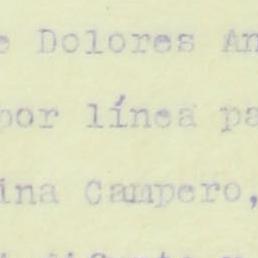 e Dolores An
por línea pa
ina Campero,